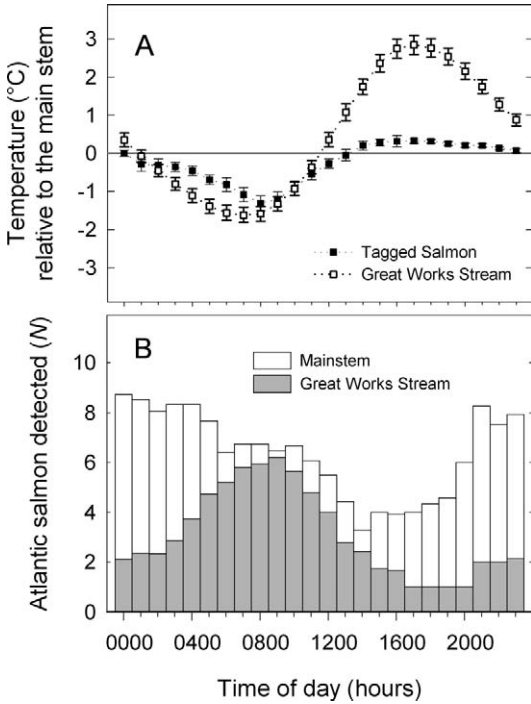 A
Temperature (°C)
relative to the main stem
3
2
1
0
-1
-2
-3
Tagged Salmon
Great Works Stream
B
Atlantic salmon detected (N)
10
8
6
4
2
0
Mainstem
Great Works Stream
0000 0400 0800 1200 1600 2000
Time of day (hours)